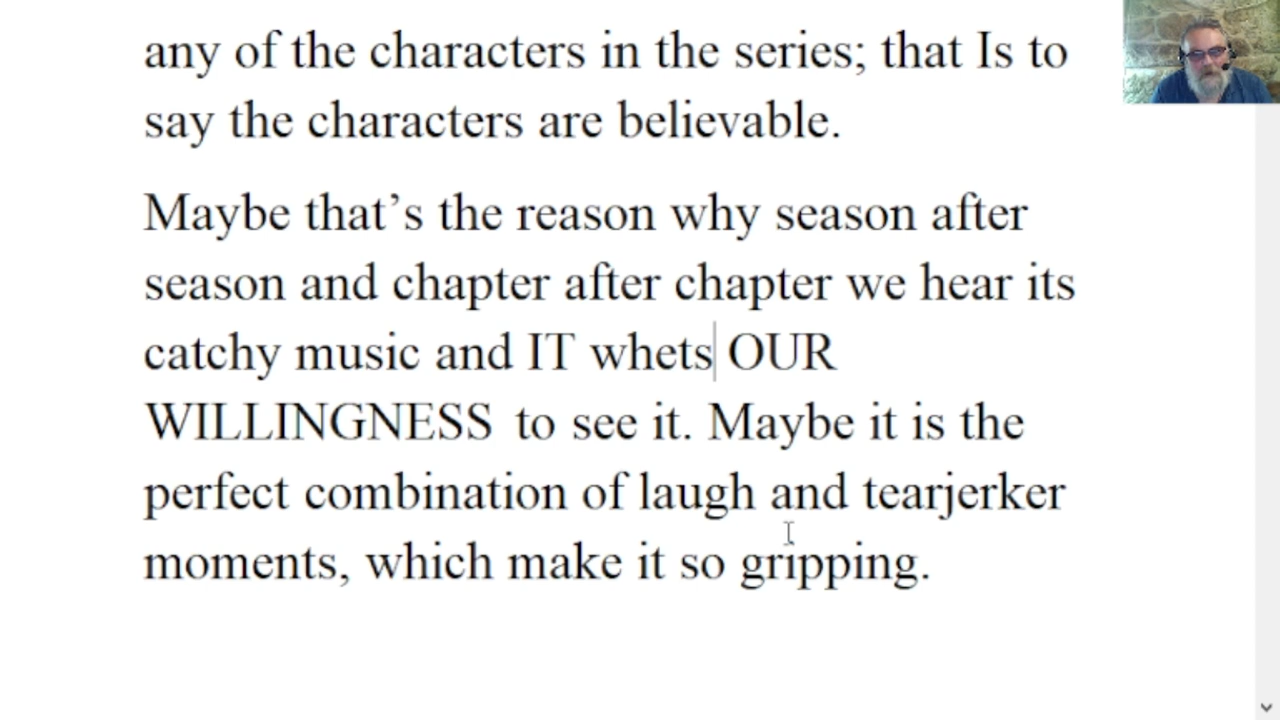 any of the characters in the series; that Is to
say the characters are believable.
Maybe that’s the reason why season after
season and chapter after chapter we hear its
catchy music and IT whets OUR
WILLINGNESS to see it. Maybe it is the
perfect combination of laugh and tearjerker
moments, which make it so gripping.